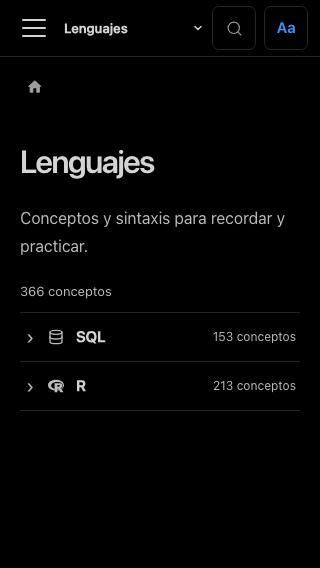 Lenguajes
Aa
Lenguajes
Conceptos y sintaxis para recordar y
practicar.
366 conceptos
SQL 153 conceptos
R 213 conceptos